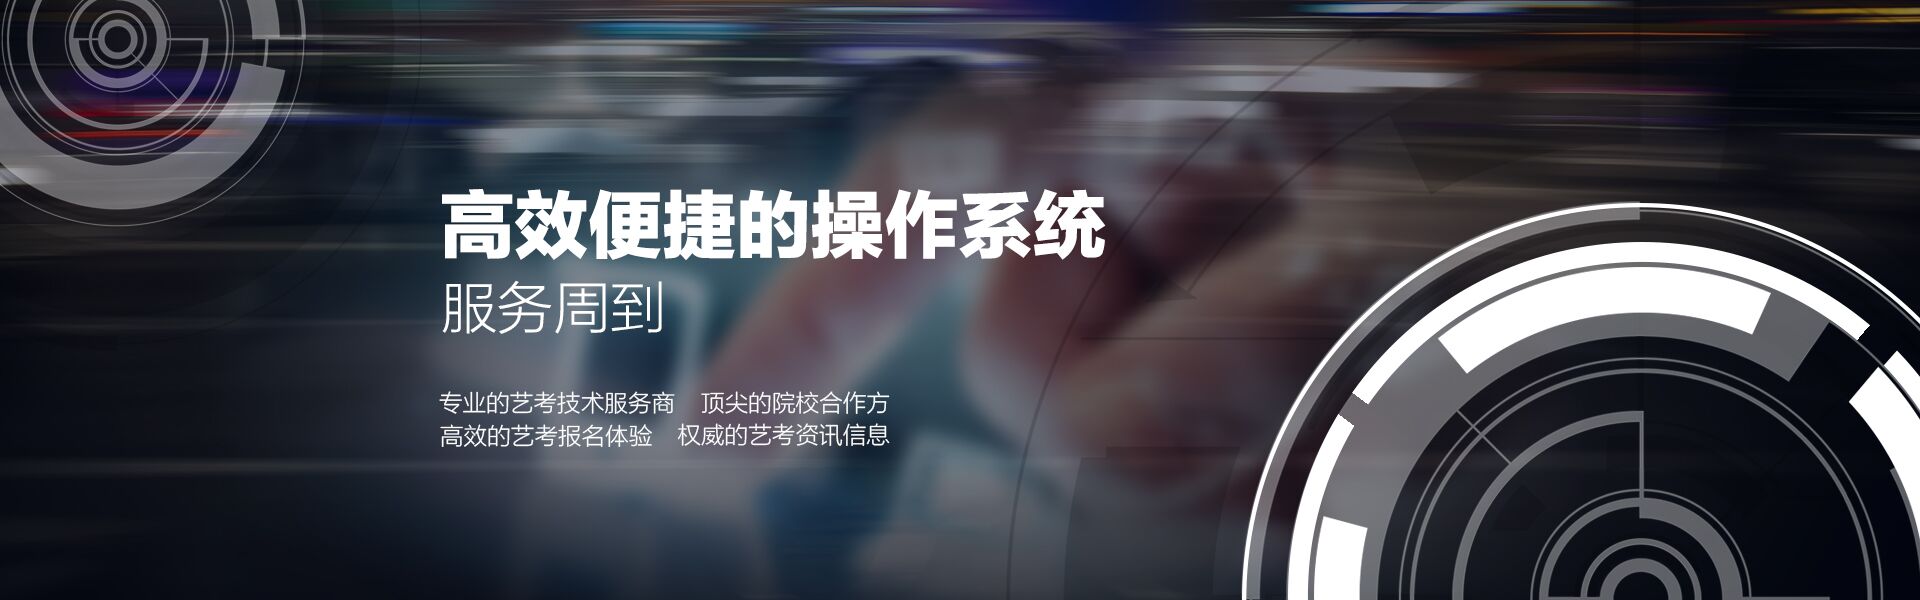 高效便捷的操作系统
服务周到
专业的艺考技术服务商 顶尖的院校合作方
高效的艺考报名体验 权威的艺考资讯信息